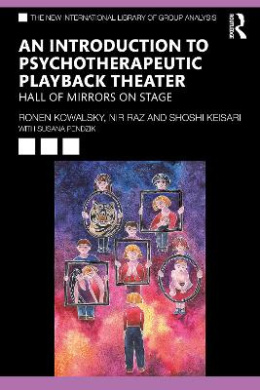 THE NEW INTERNATIONAL LIBRARY OF GROUP ANALYSIS
ROUTLEDGE
AN INTRODUCTION TO
PSYCHOTHERAPEUTIC
PLAYBACK THEATER
HALL OF MIRRORS ON STAGE
RONEN KOWALSKY, NIR RAZ AND SHOSHI KEISARI
WITH SUSANA PENDZIK